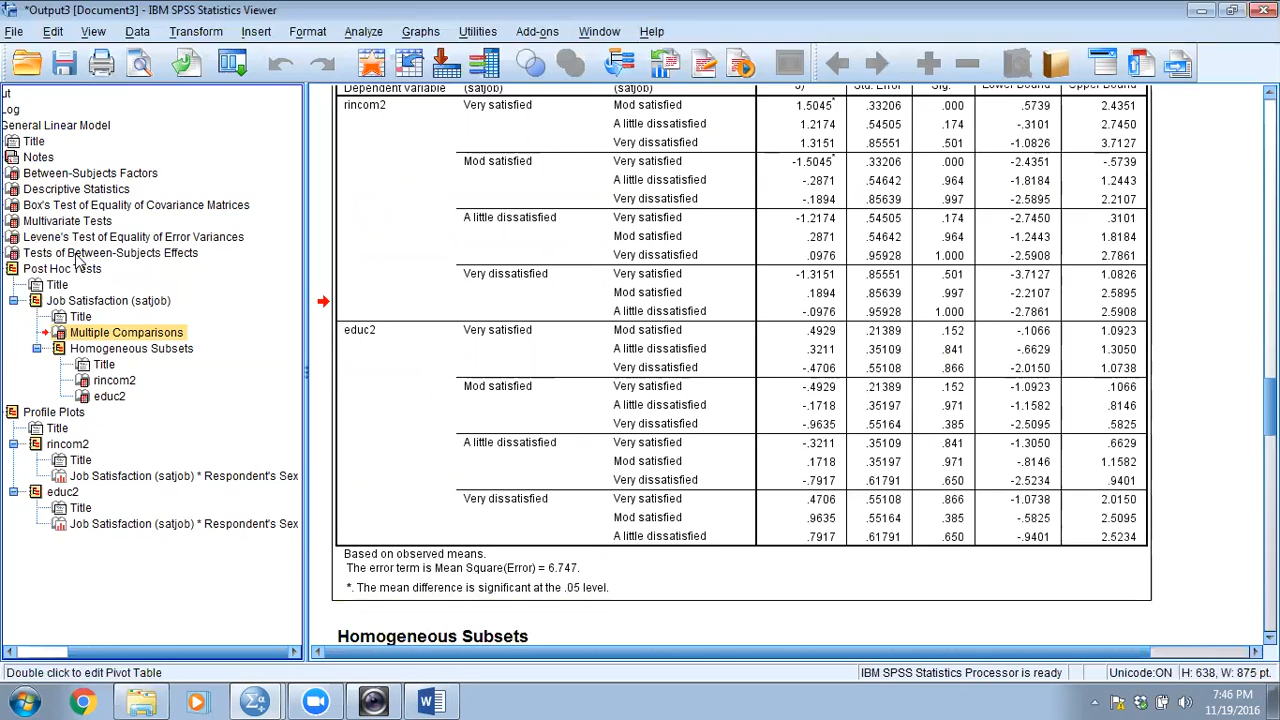 *Output3 [Document3] - IBM SPSS Statistics Viewer
File Edit View Data Transform Insert Format Analyze Graphs Utilities Add-ons Window Help
ut
Log
General Linear Model
Title
Notes
Between-Subjects Factors
Descriptive Statistics
Box's Test of Equality of Covariance Matrices
Multivariate Tests
Levene's Test of Equality of Error Variances
Tests of Between-Subjects Effects
Post Hoc Tests
Title
Job Satisfaction (satjob)
Title
Multiple Comparisons
Homogeneous Subsets
Title
rincom2
educ2
Profile Plots
Title
rincom2
Title
Job Satisfaction (satjob) * Respondent's Sex
educ2
Title
Job Satisfaction (satjob) * Respondent's Sex
Dependent Variable (satjob) (satjob) J) Std. Error Sig. Lower Bound Upper Bound
rincom2 Very satisfied Mod satisfied 1.5045* .33206 .000 .5739 2.4351
A little dissatisfied 1.2174 .54505 .174 -.3101 2.7450
Very dissatisfied 1.3151 .85551 .501 -1.0826 3.7127
Mod satisfied Very satisfied -1.5045* .33206 .000 -2.4351 -.5739
A little dissatisfied -.2871 .54642 .964 -1.8184 1.2443
Very dissatisfied -.1894 .85639 .997 -2.5895 2.2107
A little dissatisfied Very satisfied -1.2174 .54505 .174 -2.7450 .3101
Mod satisfied .2871 .54642 .964 -1.2443 1.8184
Very dissatisfied .0976 .95928 1.000 -2.5908 2.7861
Very dissatisfied Very satisfied -1.3151 .85551 .501 -3.7127 1.0826
Mod satisfied .1894 .85639 .997 -2.2107 2.5895
A little dissatisfied -.0976 .95928 1.000 -2.7861 2.5908
educ2 Very satisfied Mod satisfied .4929 .21389 .152 -.1066 1.0923
A little dissatisfied .3211 .35109 .841 -.6629 1.3050
Very dissatisfied -.4706 .55108 .866 -2.0150 1.0738
Mod satisfied Very satisfied -.4929 .21389 .152 -1.0923 .1066
A little dissatisfied -.1718 .35197 .971 -1.1582 .8146
Very dissatisfied -.9635 .55164 .385 -2.5095 .5825
A little dissatisfied Very satisfied -.3211 .35109 .841 -1.3050 .6629
Mod satisfied .1718 .35197 .971 -.8146 1.1582
Very dissatisfied -.7917 .61791 .650 -2.5234 .9401
Very dissatisfied Very satisfied .4706 .55108 .866 -1.0738 2.0150
Mod satisfied .9635 .55164 .385 -.5825 2.5095
A little dissatisfied .7917 .61791 .650 -.9401 2.5234
Based on observed means.
The error term is Mean Square(Error) = 6.747.
*. The mean difference is significant at the .05 level.
Homogeneous Subsets
Double click to edit Pivot Table IBM SPSS Statistics Processor is ready Unicode:ON H: 638, W: 875 pt.
7:46 PM
11/19/2016